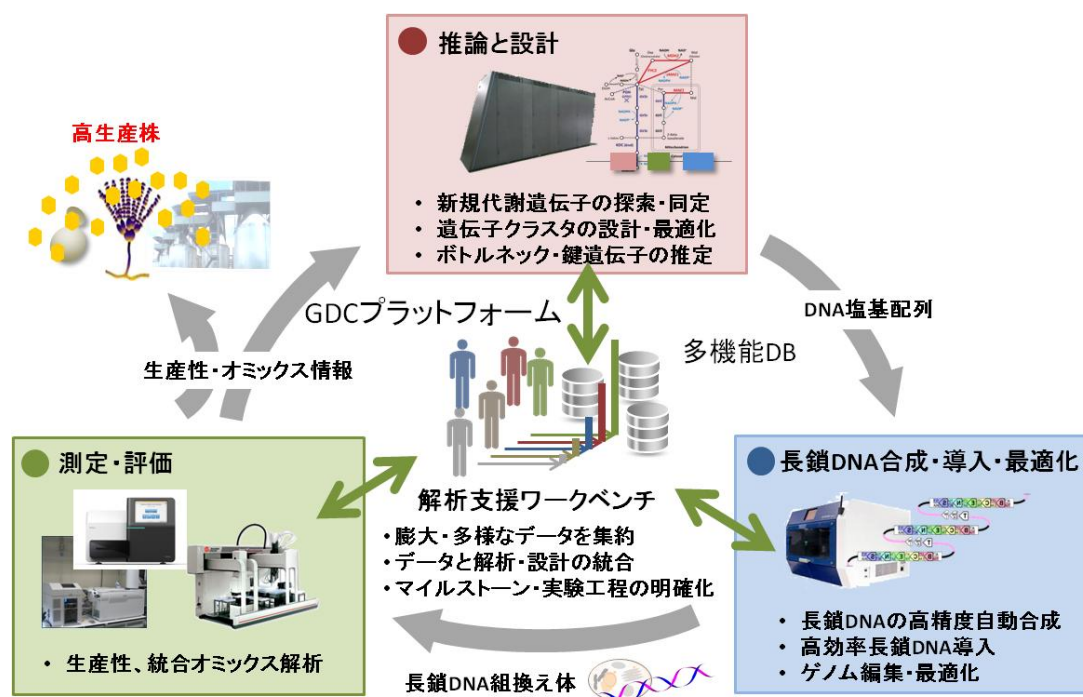 推論と設計
・ 新規代謝遺伝子の探索・同定
・ 遺伝子クラスタの設計・最適化
・ ボトルネック・鍵遺伝子の推定
高生産株
DNA塩基配列
GDCプラットフォーム
多機能DB
生産性・オミックス情報
測定・評価
・ 生産性、統合オミックス解析
解析支援ワークベンチ
・膨大・多様なデータを集約
・データと解析・設計の統合
・マイルストーン・実験工程の明確化
長鎖DNA合成・導入・最適化
・ 長鎖DNAの高精度自動合成
・ 高効率長鎖DNA導入
・ ゲノム編集・最適化
長鎖DNA組換え体